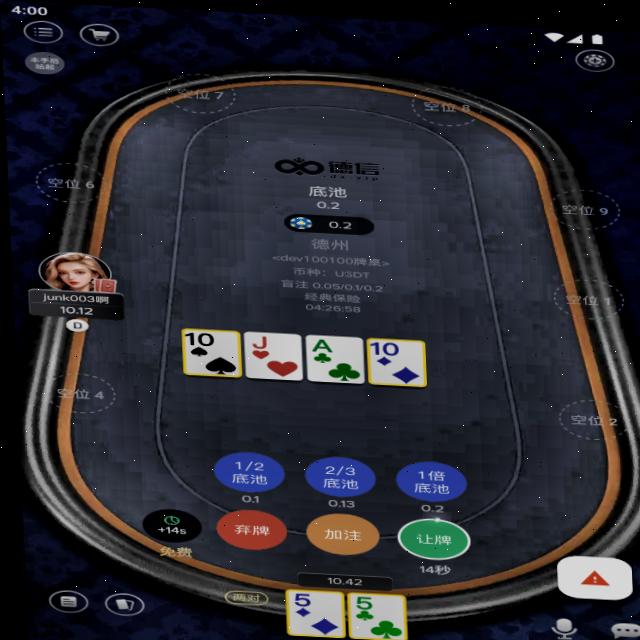 4:00
本手册
空位 7
空位 8
德信
底池
0.2
空位 6
0.2
空位 9
德州
<dev100100牌桌>
币种: USDT
盲注 0.05/0.1/0.2
经典保险
04:26:58
空位 1
junk003啊
10.12
D
10
J
A
10
空位 4
空位 2
1/2
底池
2/3
底池
1倍
底池
0.1
0.13
0.2
+14s
弃牌
加注
让牌
免费
14秒
10.42
两对
5
5